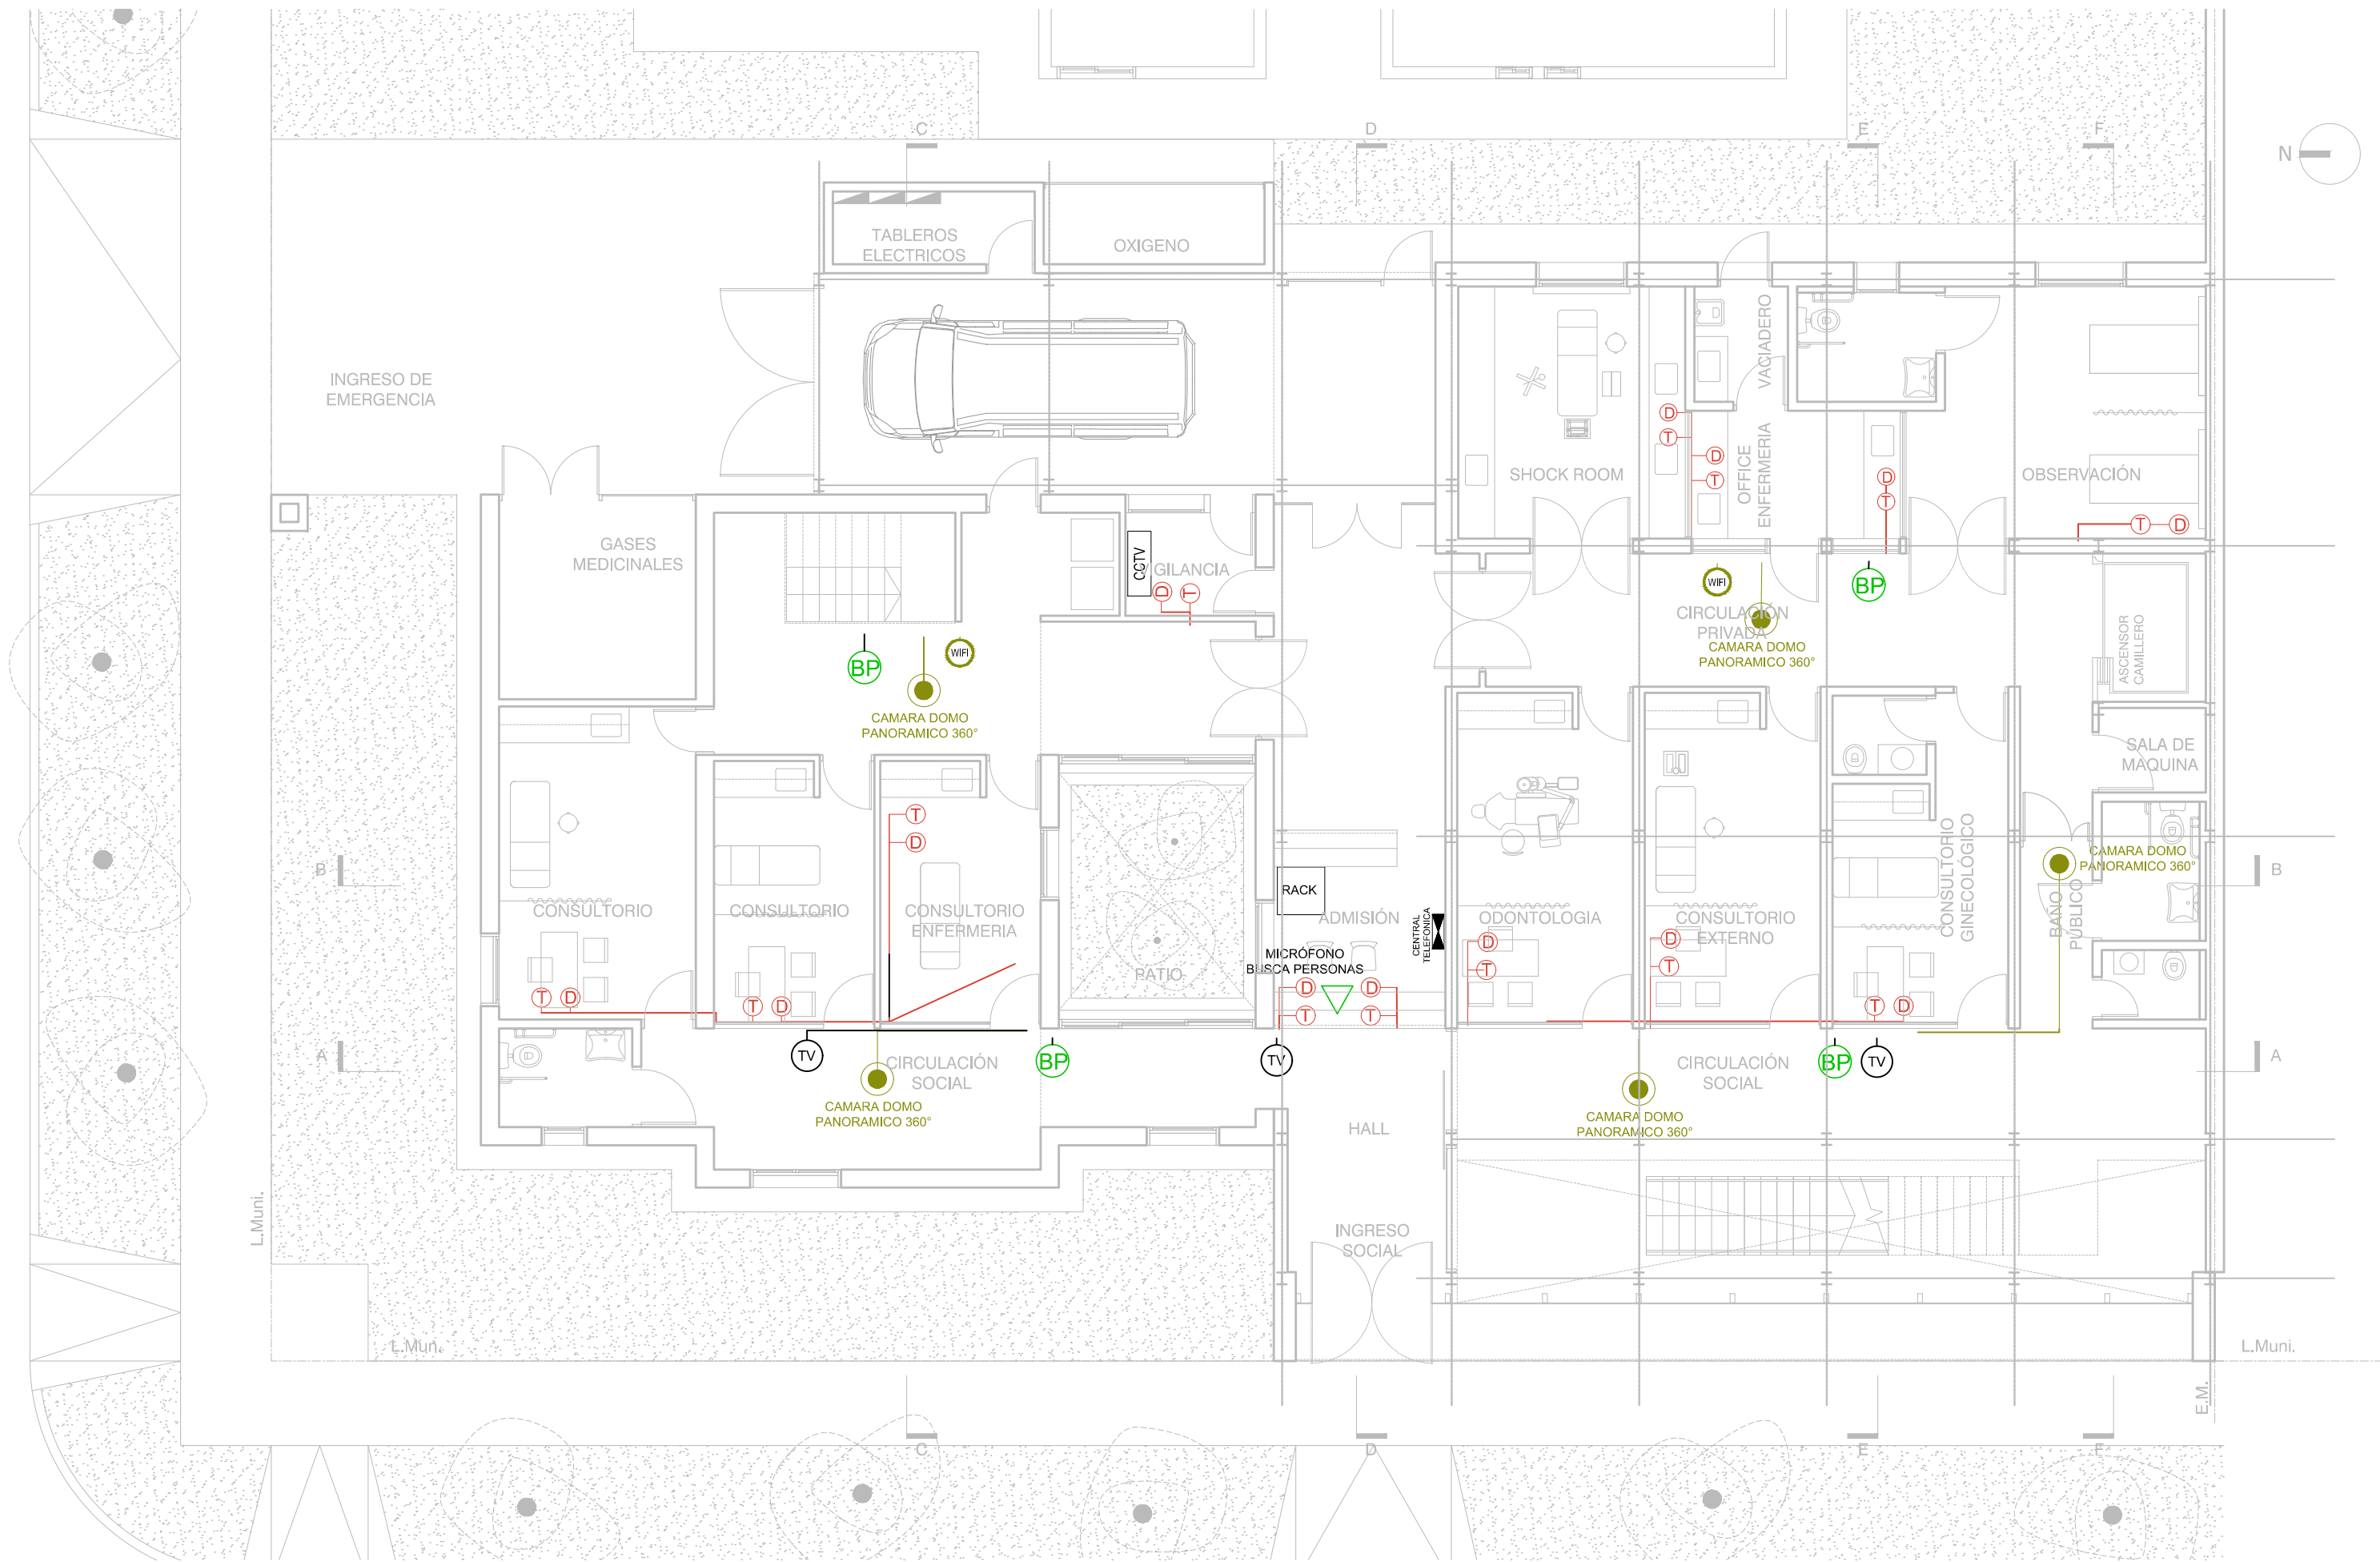 C
D
E
F
N
TABLEROS
ELECTRICOS
OXIGENO
INGRESO DE
EMERGENCIA
VACIADERO
D
T
D
T
SHOCK ROOM
OFFICE
ENFERMERIA
D
T
OBSERVACIÓN
T
D
GASES
MEDICINALES
CCTV
VIGILANCIA
D
T
WIFI
BP
CIRCULACIÓN
PRIVADA
CAMARA DOMO
PANORAMICO 360°
ASCENSOR
CAMILLERO
BP
WIFI
CAMARA DOMO
PANORAMICO 360°
SALA DE
MAQUINA
T
D
CAMARA DOMO
PANORAMICO 360°
B
B
RACK
CONSULTORIO
CONSULTORIO
CONSULTORIO
ENFERMERIA
ADMISIÓN
CENTRAL
TELEFONICA
ODONTOLOGIA
CONSULTORIO
EXTERNO
CONSULTORIO
GINECOLÓGICO
BAÑO
PUBLICO
D
T
D
T
MICRÓFONO
BUSCA PERSONAS
PATIO
T
D
T
D
D
T
D
T
T
D
A
A
TV
CIRCULACIÓN
SOCIAL
BP
TV
CIRCULACIÓN
SOCIAL
BP
TV
CAMARA DOMO
PANORAMICO 360°
CAMARA DOMO
PANORAMICO 360°
HALL
L.Muni.
INGRESO
SOCIAL
L.Mun.
L.Muni.
E.M.
C
D
E
F